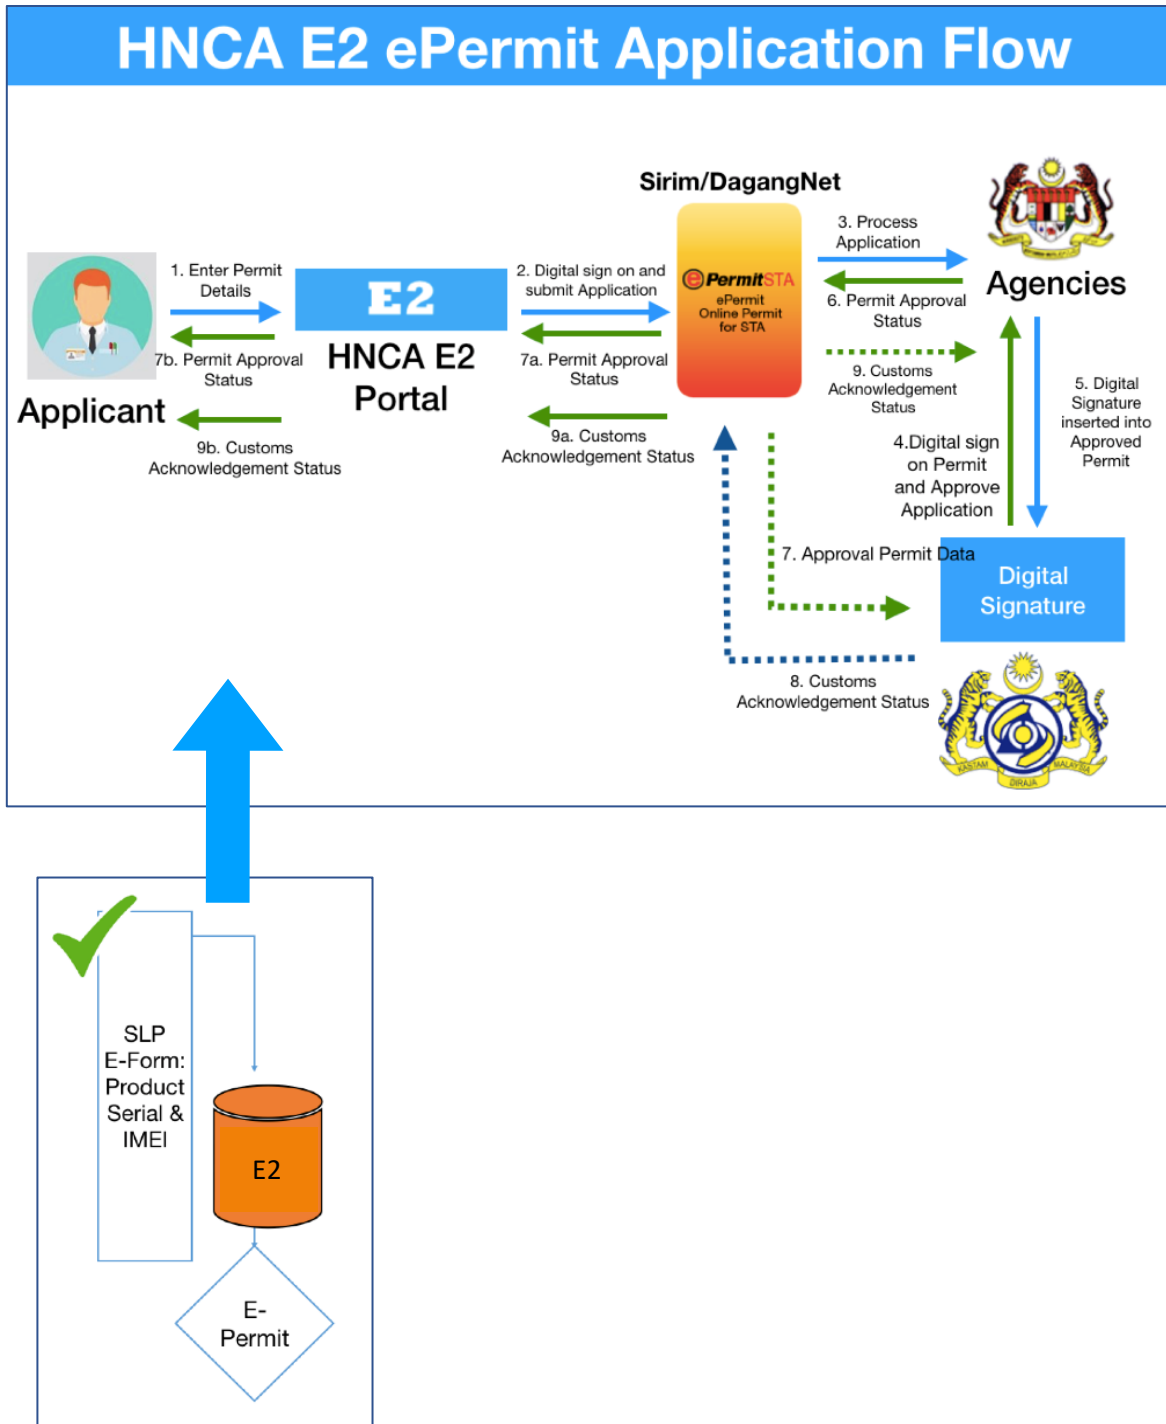 HNCA E2 ePermit Application Flow
Sirim/DagangNet
1. Enter Permit
Details
E2
HNCA E2
Portal
2. Digital sign on and
submit Application
ePermitSTA
ePermit
Online Permit
for STA
3. Process
Application
Agencies
6. Permit Approval
Status
7b. Permit Approval
Status
7a. Permit Approval
Status
9. Customs
Acknowledgement
Status
Applicant
9b. Customs
Acknowledgement Status
9a. Customs
Acknowledgement Status
4.Digital sign
on Permit
and Approve
Application
5. Digital
Signature
inserted into
Approved
Permit
7. Approval Permit Data
Digital
Signature
8. Customs
Acknowledgement Status
KASTAM
DIRAJA
MALAYSIA
SLP
E-Form:
Product
Serial &
IMEI
E2
E-
Permit